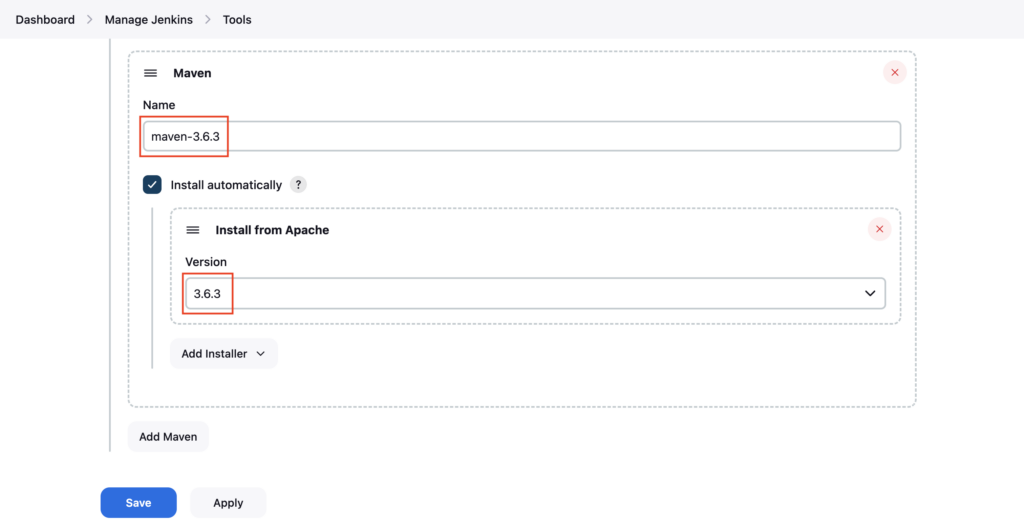 Dashboard > Manage Jenkins > Tools
Maven
Name
maven-3.6.3
Install automatically ?
Install from Apache
Version
3.6.3
Add Installer
Add Maven
Save Apply